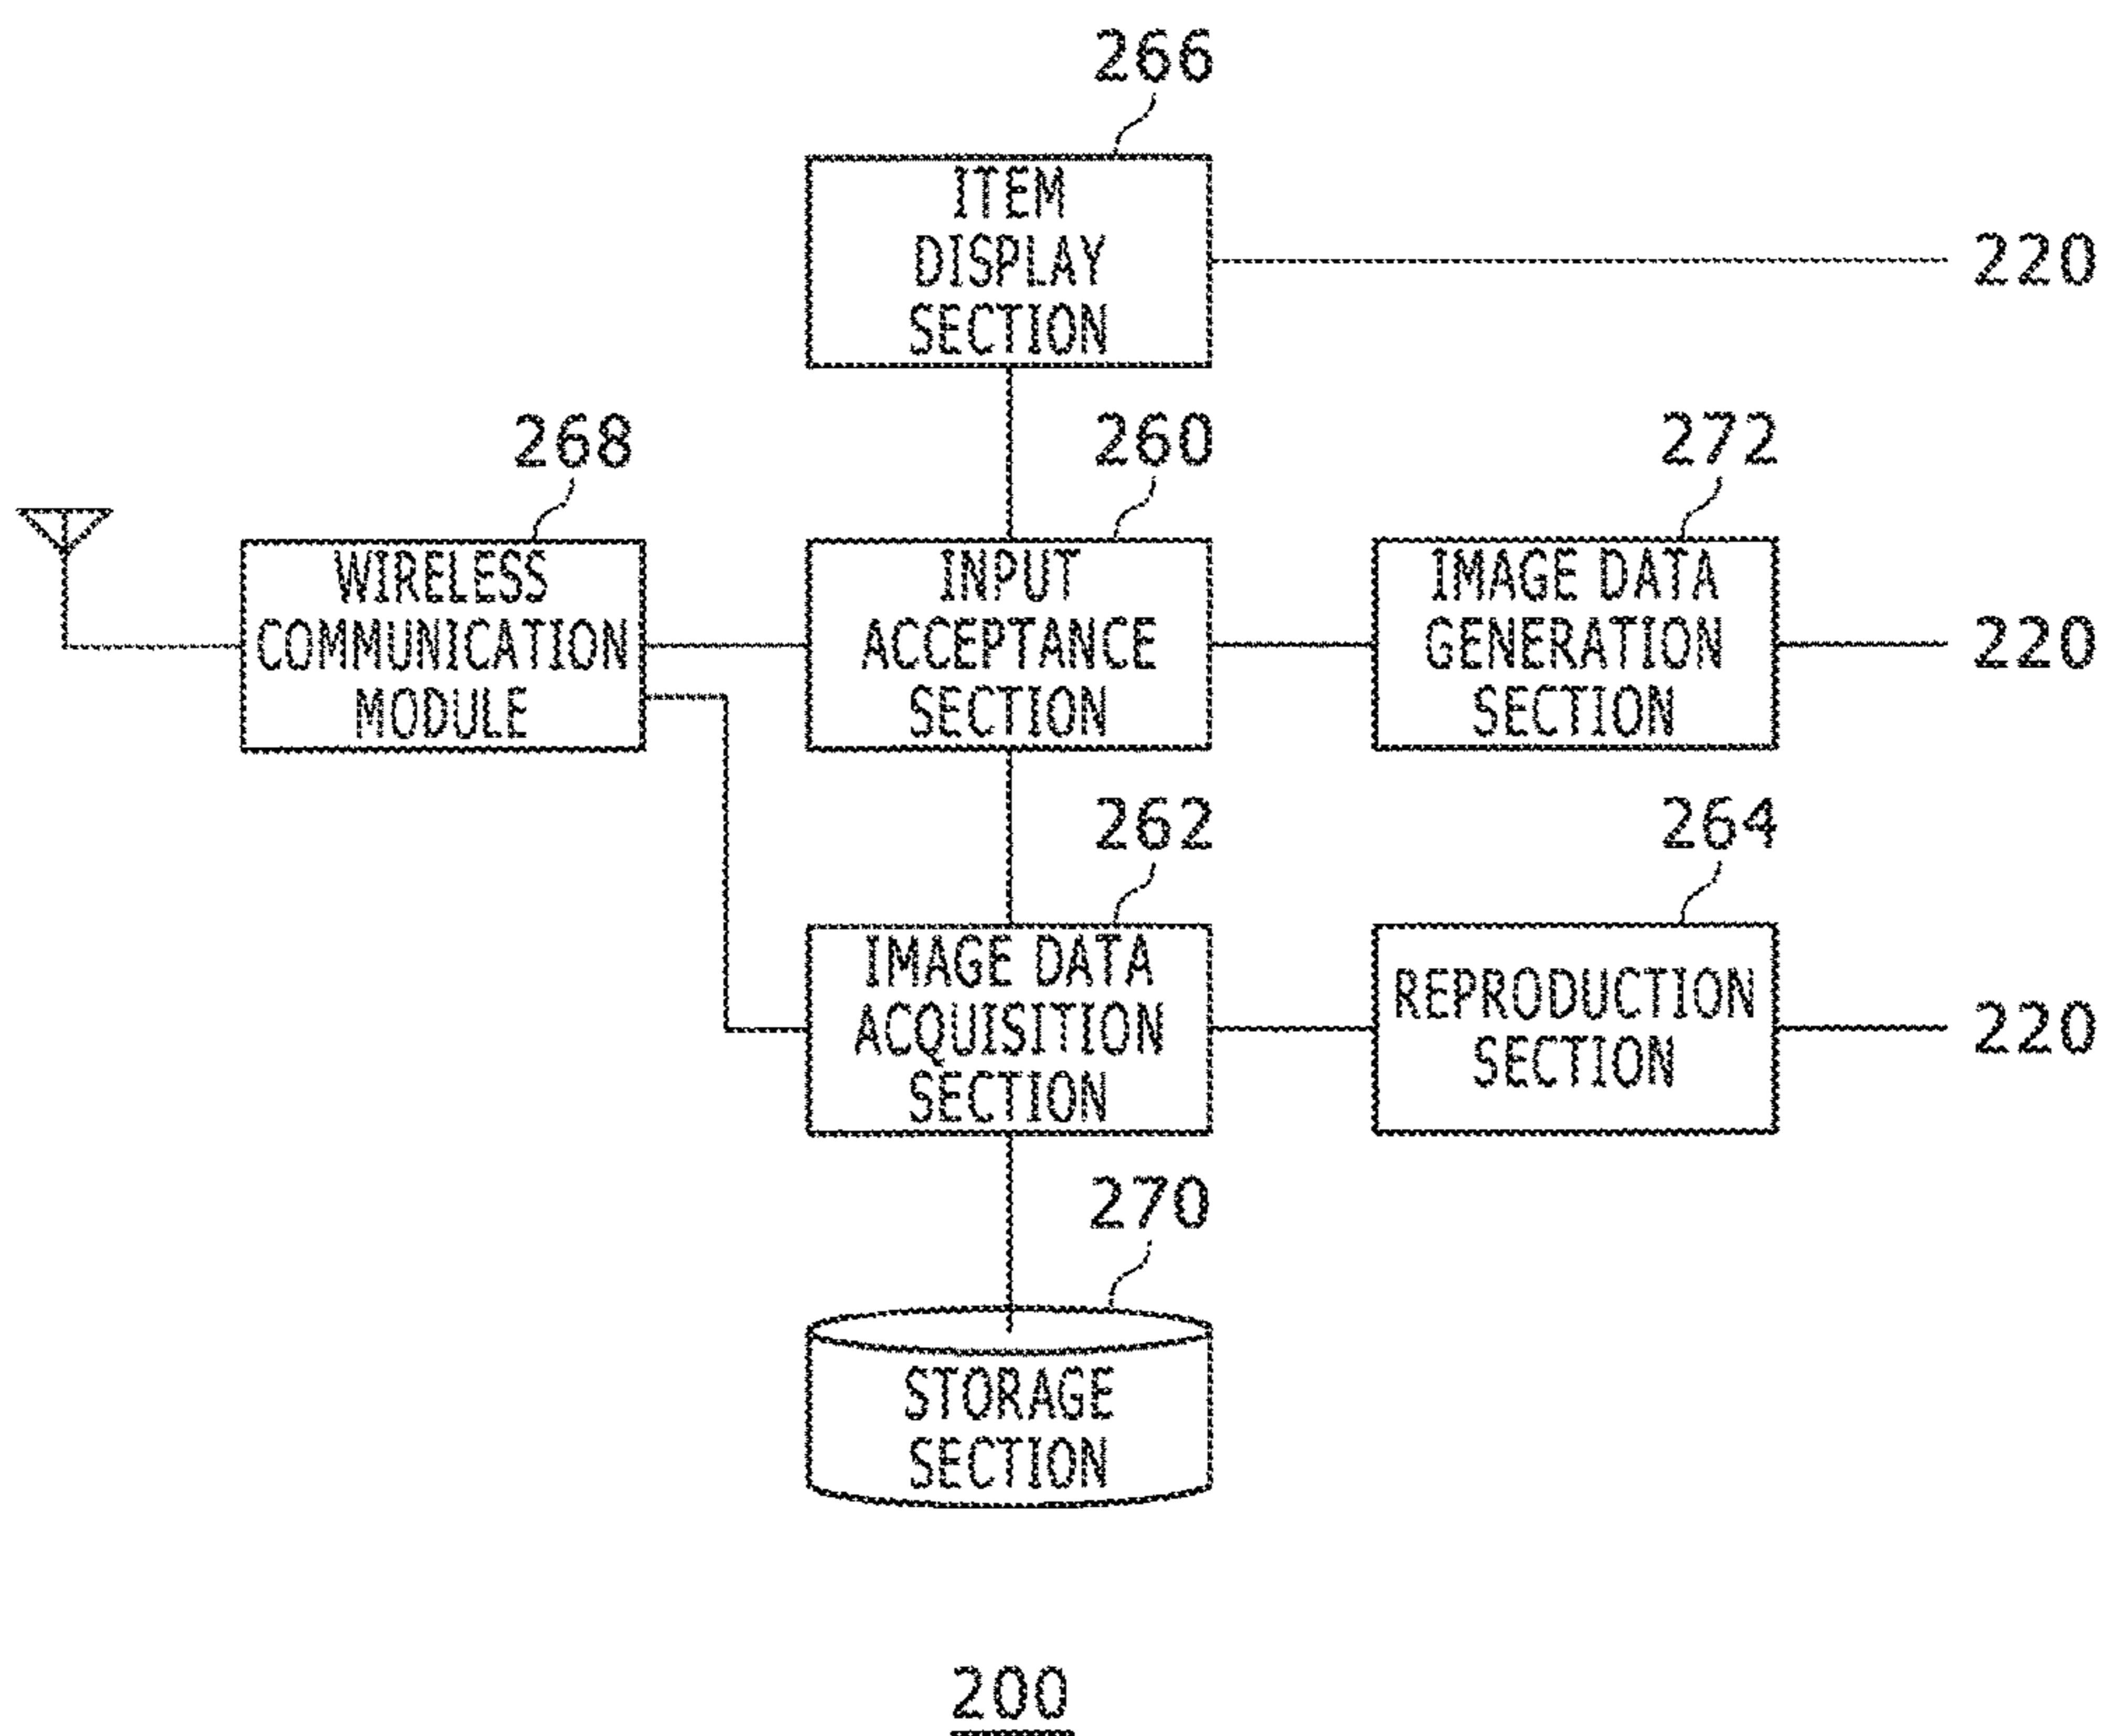 266
ITEM
DISPLAY
SECTION
220
268
260
272
WIRELESS
COMMUNICATION
MODULE
INPUT
ACCEPTANCE
SECTION
IMAGE DATA
GENERATION
SECTION
220
262
264
IMAGE DATA
ACQUISITION
SECTION
REPRODUCTION
SECTION
220
270
STORAGE
SECTION
200